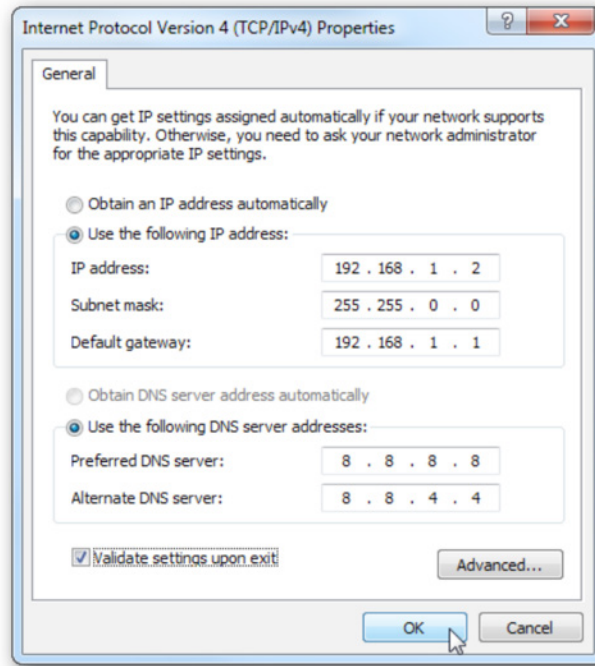 Internet Protocol Version 4 (TCP/IPv4) Properties
General
You can get IP settings assigned automatically if your network supports
this capability. Otherwise, you need to ask your network administrator
for the appropriate IP settings.
Obtain an IP address automatically
Use the following IP address:
IP address: 192 . 168 . 1 . 2
Subnet mask: 255 . 255 . 0 . 0
Default gateway: 192 . 168 . 1 . 1
Obtain DNS server address automatically
Use the following DNS server addresses:
Preferred DNS server: 8 . 8 . 8 . 8
Alternate DNS server: 8 . 8 . 4 . 4
Validate settings upon exit
Advanced...
OK Cancel